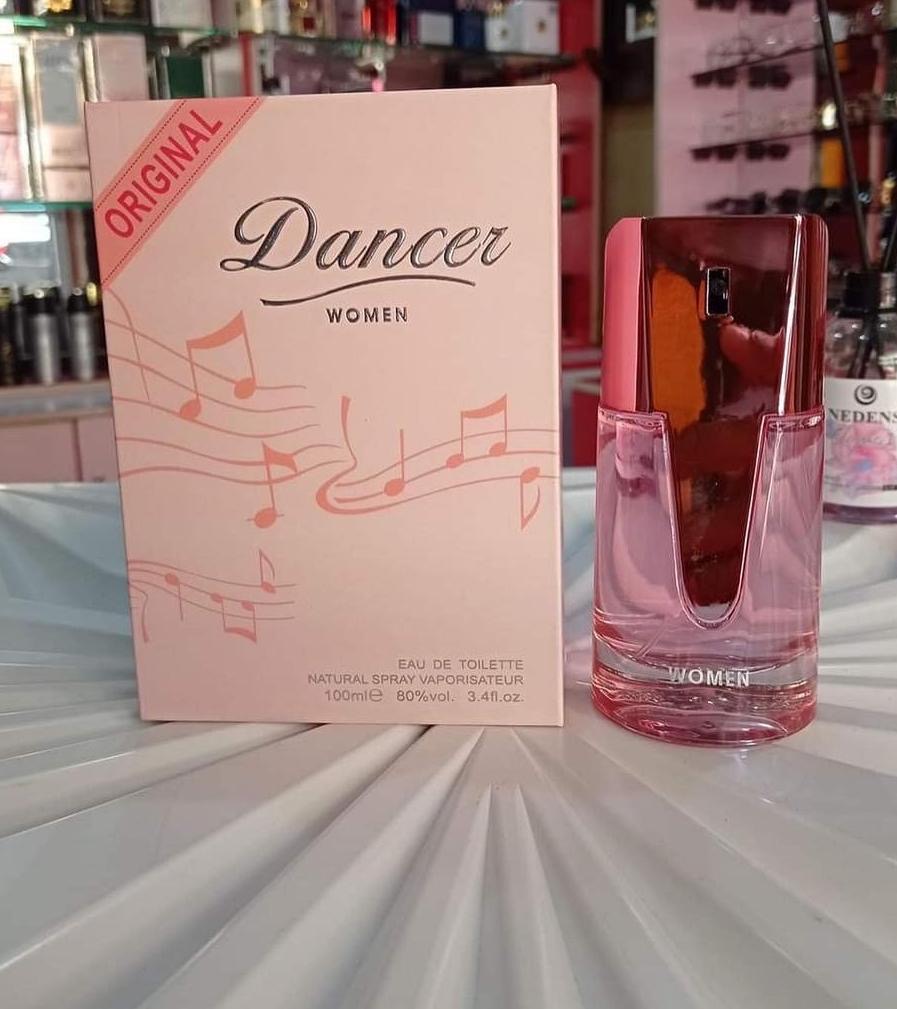 ORIGINAL
Dancer
WOMEN
EAU DE TOILETTE
NATURAL SPRAY VAPORISATEUR
100ml℮ 80%vol. 3.4fl.oz.
WOMEN
NEDENS